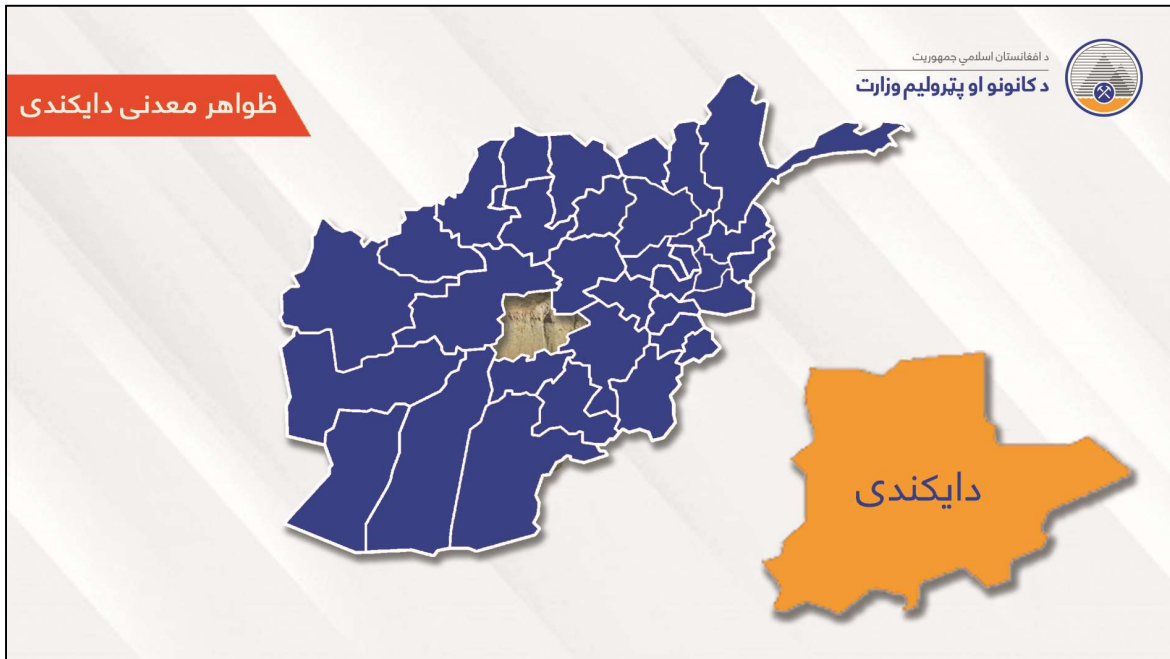 د افغانستان اسلامي جمهوریت
د کانونو او پټرولیم وزارت
ظواهر معدنی دایکندی
دایکندی